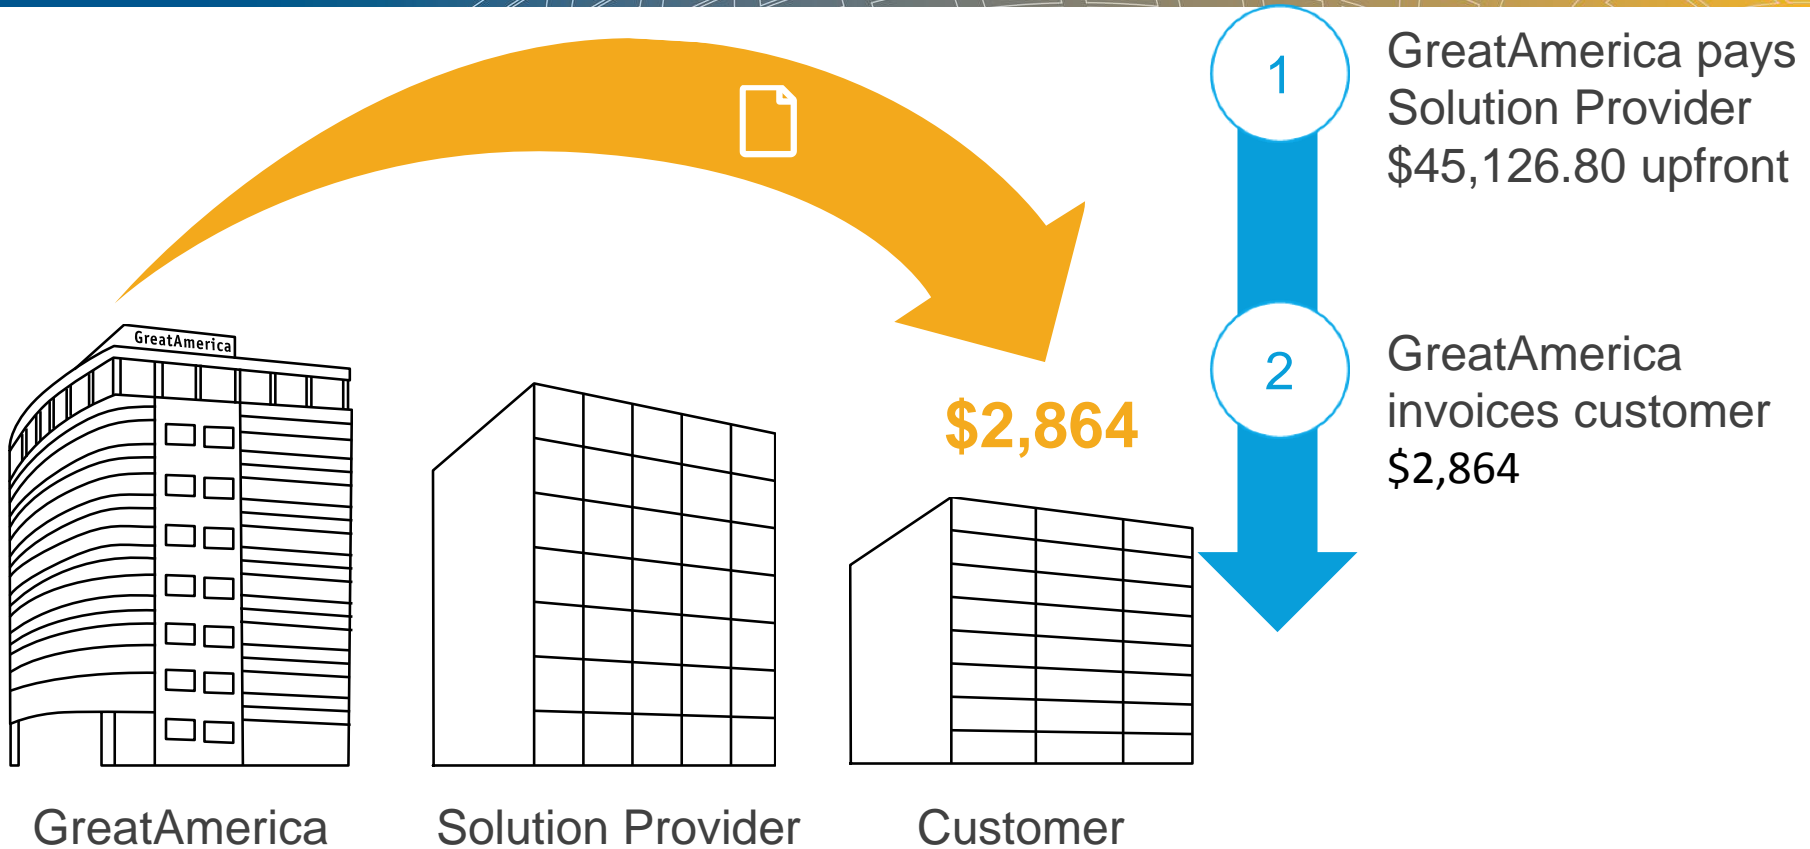 1
GreatAmerica pays
Solution Provider
$45,126.80 upfront
GreatAmerica
2
GreatAmerica
invoices customer
$2,864
$2,864
GreatAmerica
Solution Provider
Customer